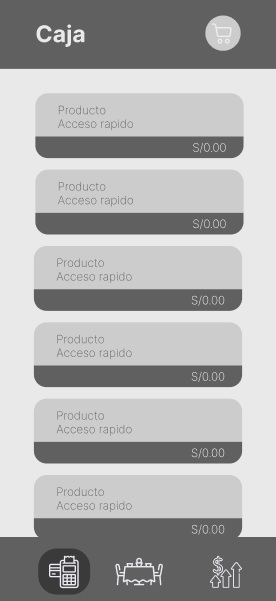 Caja
Producto
Acceso rapido
S/0.00
Producto
Acceso rapido
S/0.00
Producto
Acceso rapido
S/0.00
Producto
Acceso rapido
S/0.00
Producto
Acceso rapido
S/0.00
Producto
Acceso rapido
S/0.00
$